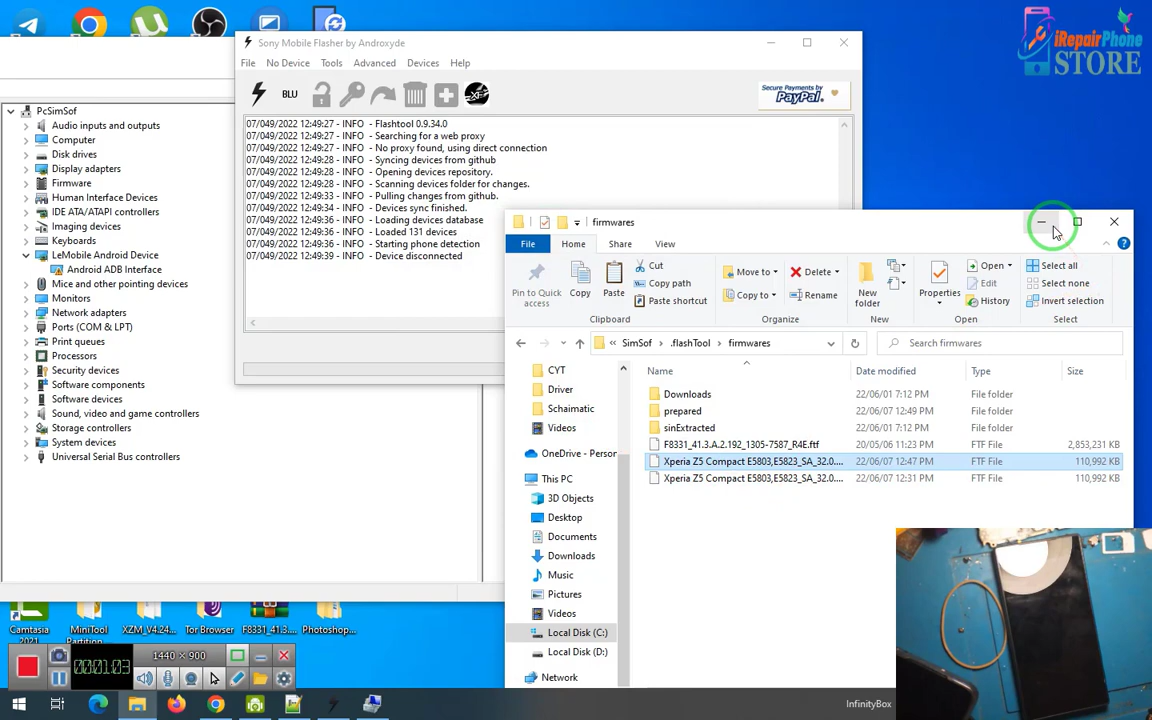 iRepairPhone
STORE
Sony Mobile Flasher by Androxyde
File No Device Tools Advanced Devices Help
BLU
Secure Payments by
PayPal
07/049/2022 12:49:27 - INFO - Flashtool 0.9.34.0
07/049/2022 12:49:27 - INFO - Searching for a web proxy
07/049/2022 12:49:27 - INFO - No proxy found, using direct connection
07/049/2022 12:49:28 - INFO - Syncing devices from github
07/049/2022 12:49:28 - INFO - Opening devices repository.
07/049/2022 12:49:28 - INFO - Scanning devices folder for changes.
07/049/2022 12:49:33 - INFO - Pulling changes from github.
07/049/2022 12:49:34 - INFO - Devices sync finished.
07/049/2022 12:49:36 - INFO - Loading devices database
07/049/2022 12:49:36 - INFO - Loaded 131 devices
07/049/2022 12:49:36 - INFO - Starting phone detection
07/049/2022 12:49:39 - INFO - Device disconnected
PcSimSof
Audio inputs and outputs
Computer
Disk drives
Display adapters
Firmware
Human Interface Devices
IDE ATA/ATAPI controllers
Imaging devices
Keyboards
LeMobile Android Device
Android ADB Interface
Mice and other pointing devices
Monitors
Network adapters
Ports (COM & LPT)
Print queues
Processors
Security devices
Software components
Software devices
Sound, video and game controllers
Storage controllers
System devices
Universal Serial Bus controllers
firmwares
File Home Share View
Pin to Quick access
Copy
Paste
Cut
Copy path
Paste shortcut
Clipboard
Move to
Copy to
Delete
Rename
Organize
New folder
New
Properties
Open
Edit
History
Open
Select all
Select none
Invert selection
Select
« SimSof .flashTool firmwares
Search firmwares
Name Date modified Type Size
Downloads 22/06/01 7:12 PM File folder
prepared 22/06/07 12:49 PM File folder
sinExtracted 22/06/01 7:12 PM File folder
F8331_41.3.A.2.192_1305-7587_R4E.ftf 20/05/06 11:23 PM FTF File 2,853,231 KB
Xperia Z5 Compact E5803,E5823_SA_32.0.... 22/06/07 12:47 PM FTF File 110,992 KB
Xperia Z5 Compact E5803,E5823_SA_32.0.... 22/06/07 12:31 PM FTF File 110,992 KB
CYT
Driver
Schaimatic
Videos
OneDrive - Person
This PC
3D Objects
Desktop
Documents
Downloads
Music
Pictures
Videos
Local Disk (C:)
Local Disk (D:)
Network
Camtasia 2021
MiniTool Partition
XZM_V4.24...
Tor Browser
F8331_41.3....
Photoshop...
00:01:03
1440 × 900
InfinityBox